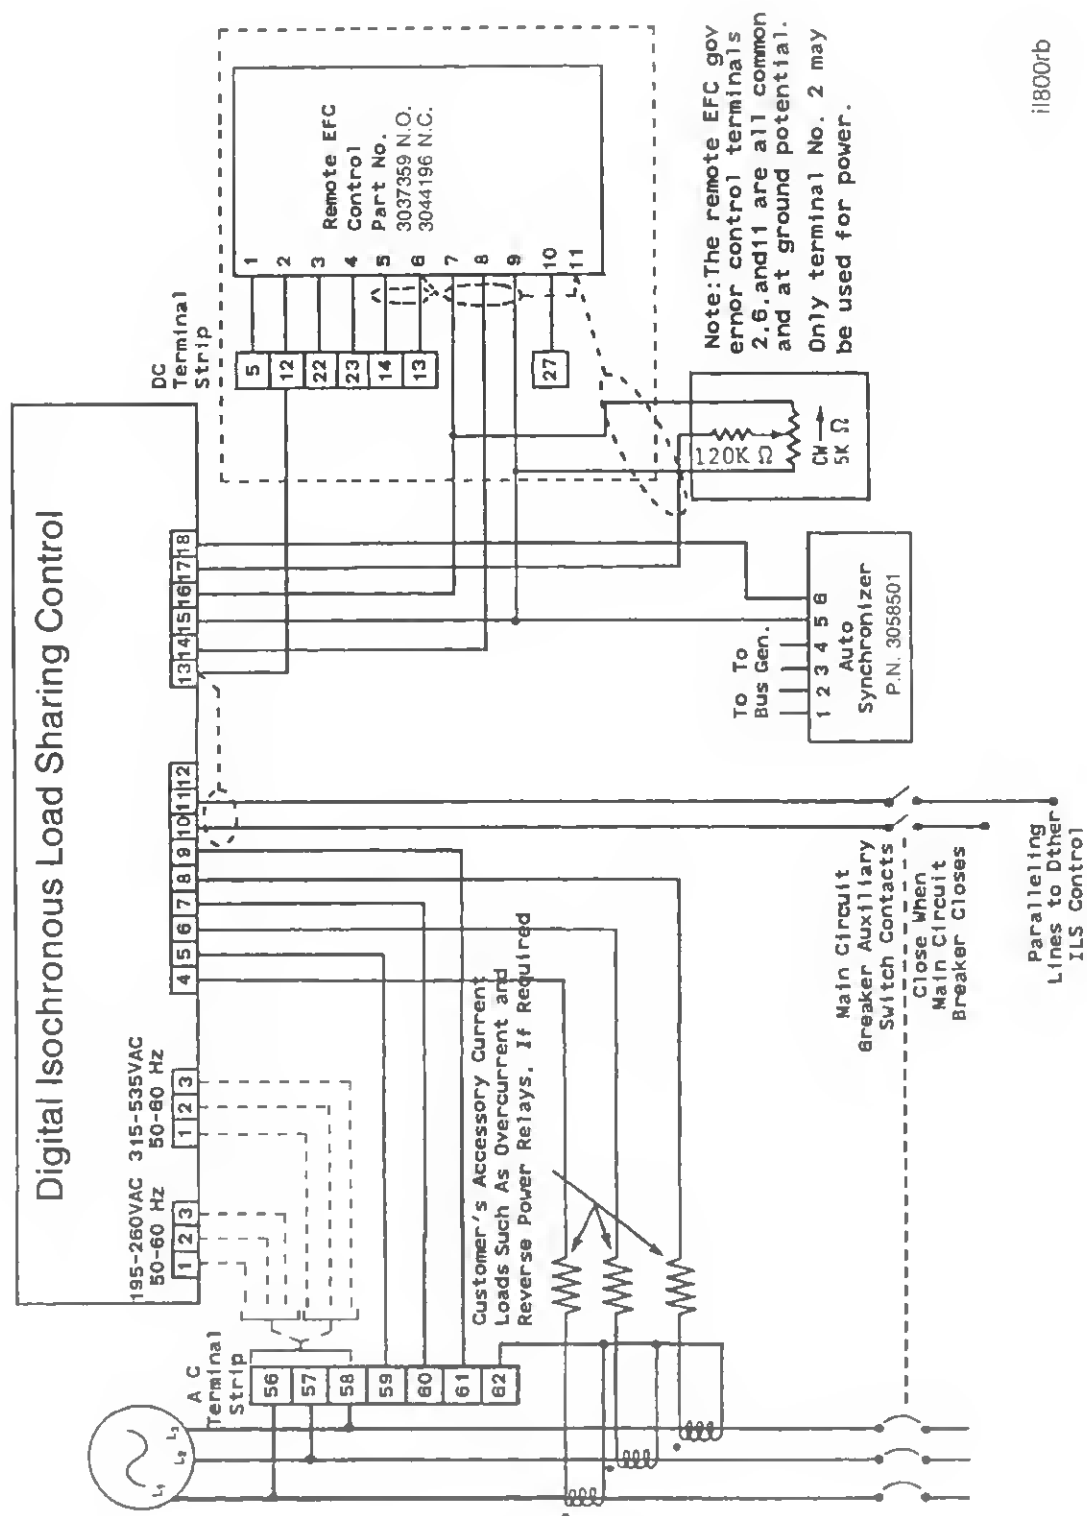 Digital Isochronous Load Sharing Control
195-260VAC
50-60 Hz
1 2 3
315-535VAC
50-60 Hz
1 2 3
4 5 6 7 8 9 10 11 12
13 14 15 16 17 18
A C
Terminal
Strip
56
57
58
59
60
61
62
L1
L2
L3
Customer's Accessory Current
Loads Such As Overcurrent and
Reverse Power Relays, If Required
DC
Terminal
Strip
5
12
22
23
14
13
27
1
2
3
4
5
6
7
8
9
10
11
Remote EFC
Control
Part No.
3037359 N.O.
3044196 N.C.
Note:The remote EFC gov
ernor control terminals
2.6.and11 are all common
and at ground potential.
Only terminal No. 2 may
be used for power.
120K Ω
CW
5K Ω
To To
Bus Gen.
1 2 3 4 5 6
Auto
Synchronizer
P.N. 3058501
Main Circuit
Breaker Auxiliary
Switch Contacts
Close When
Main Circuit
Breaker Closes
Paralleling
Lines to Other
ILS Control
il800rb